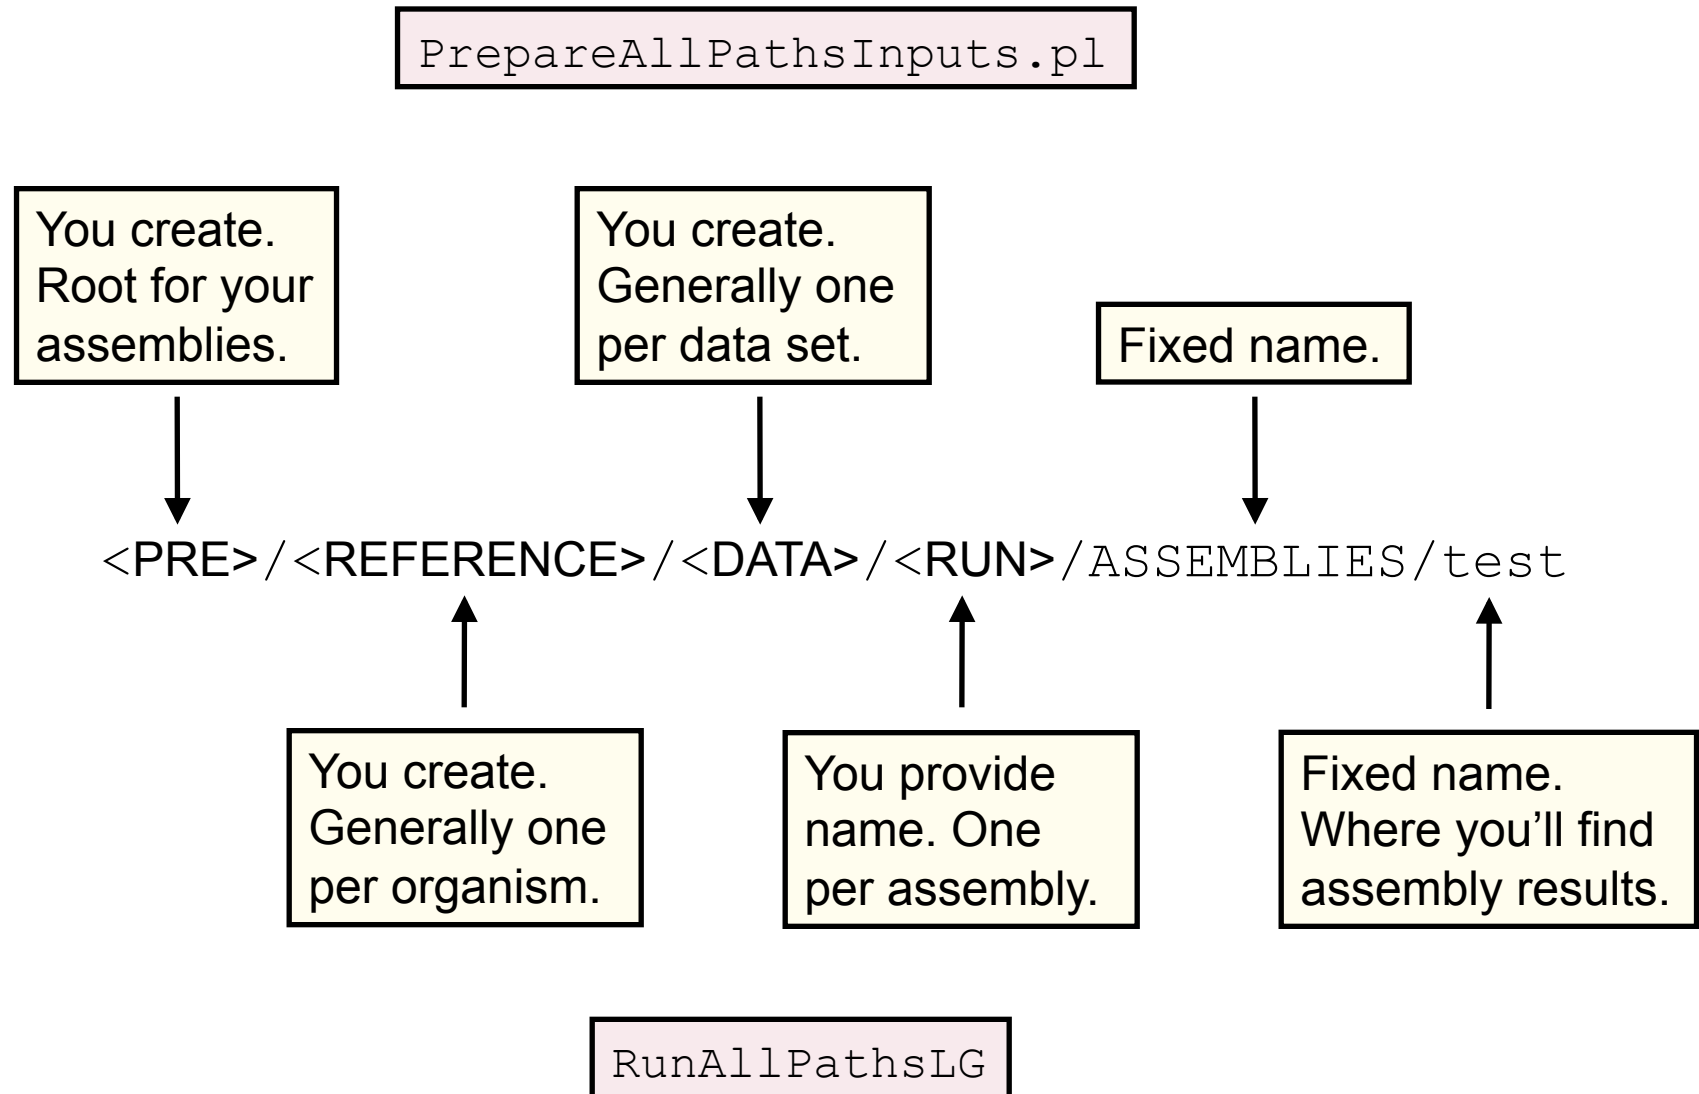 PrepareAllPathsInputs.pl
You create.
Root for your
assemblies.
You create.
Generally one
per data set.
Fixed name.
<PRE>/<REFERENCE>/<DATA>/<RUN>/ASSEMBLIES/test
You create.
Generally one
per organism.
You provide
name. One
per assembly.
Fixed name.
Where you’ll find
assembly results.
RunAllPathsLG